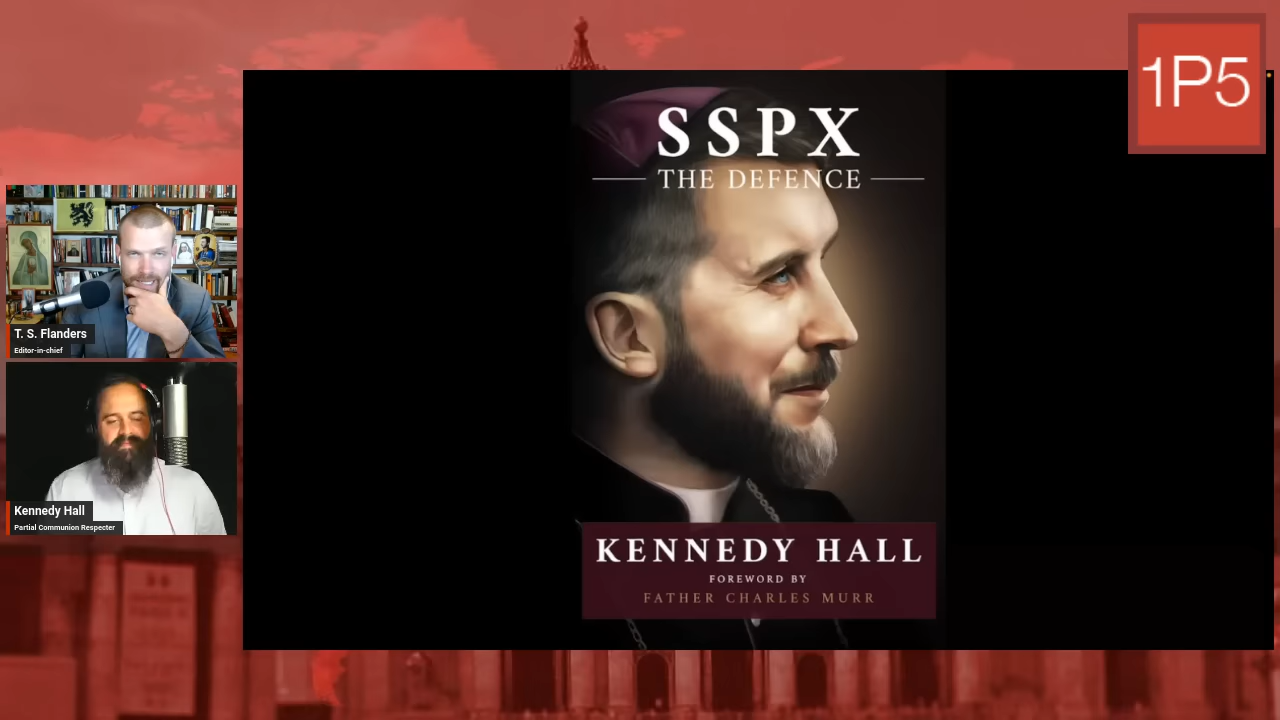 1P5
SSPX
THE DEFENCE
T. S. Flanders
Editor-in-chief
Kennedy Hall
Partial Communion Respecter
KENNEDY HALL
FOREWORD BY
FATHER CHARLES MURR